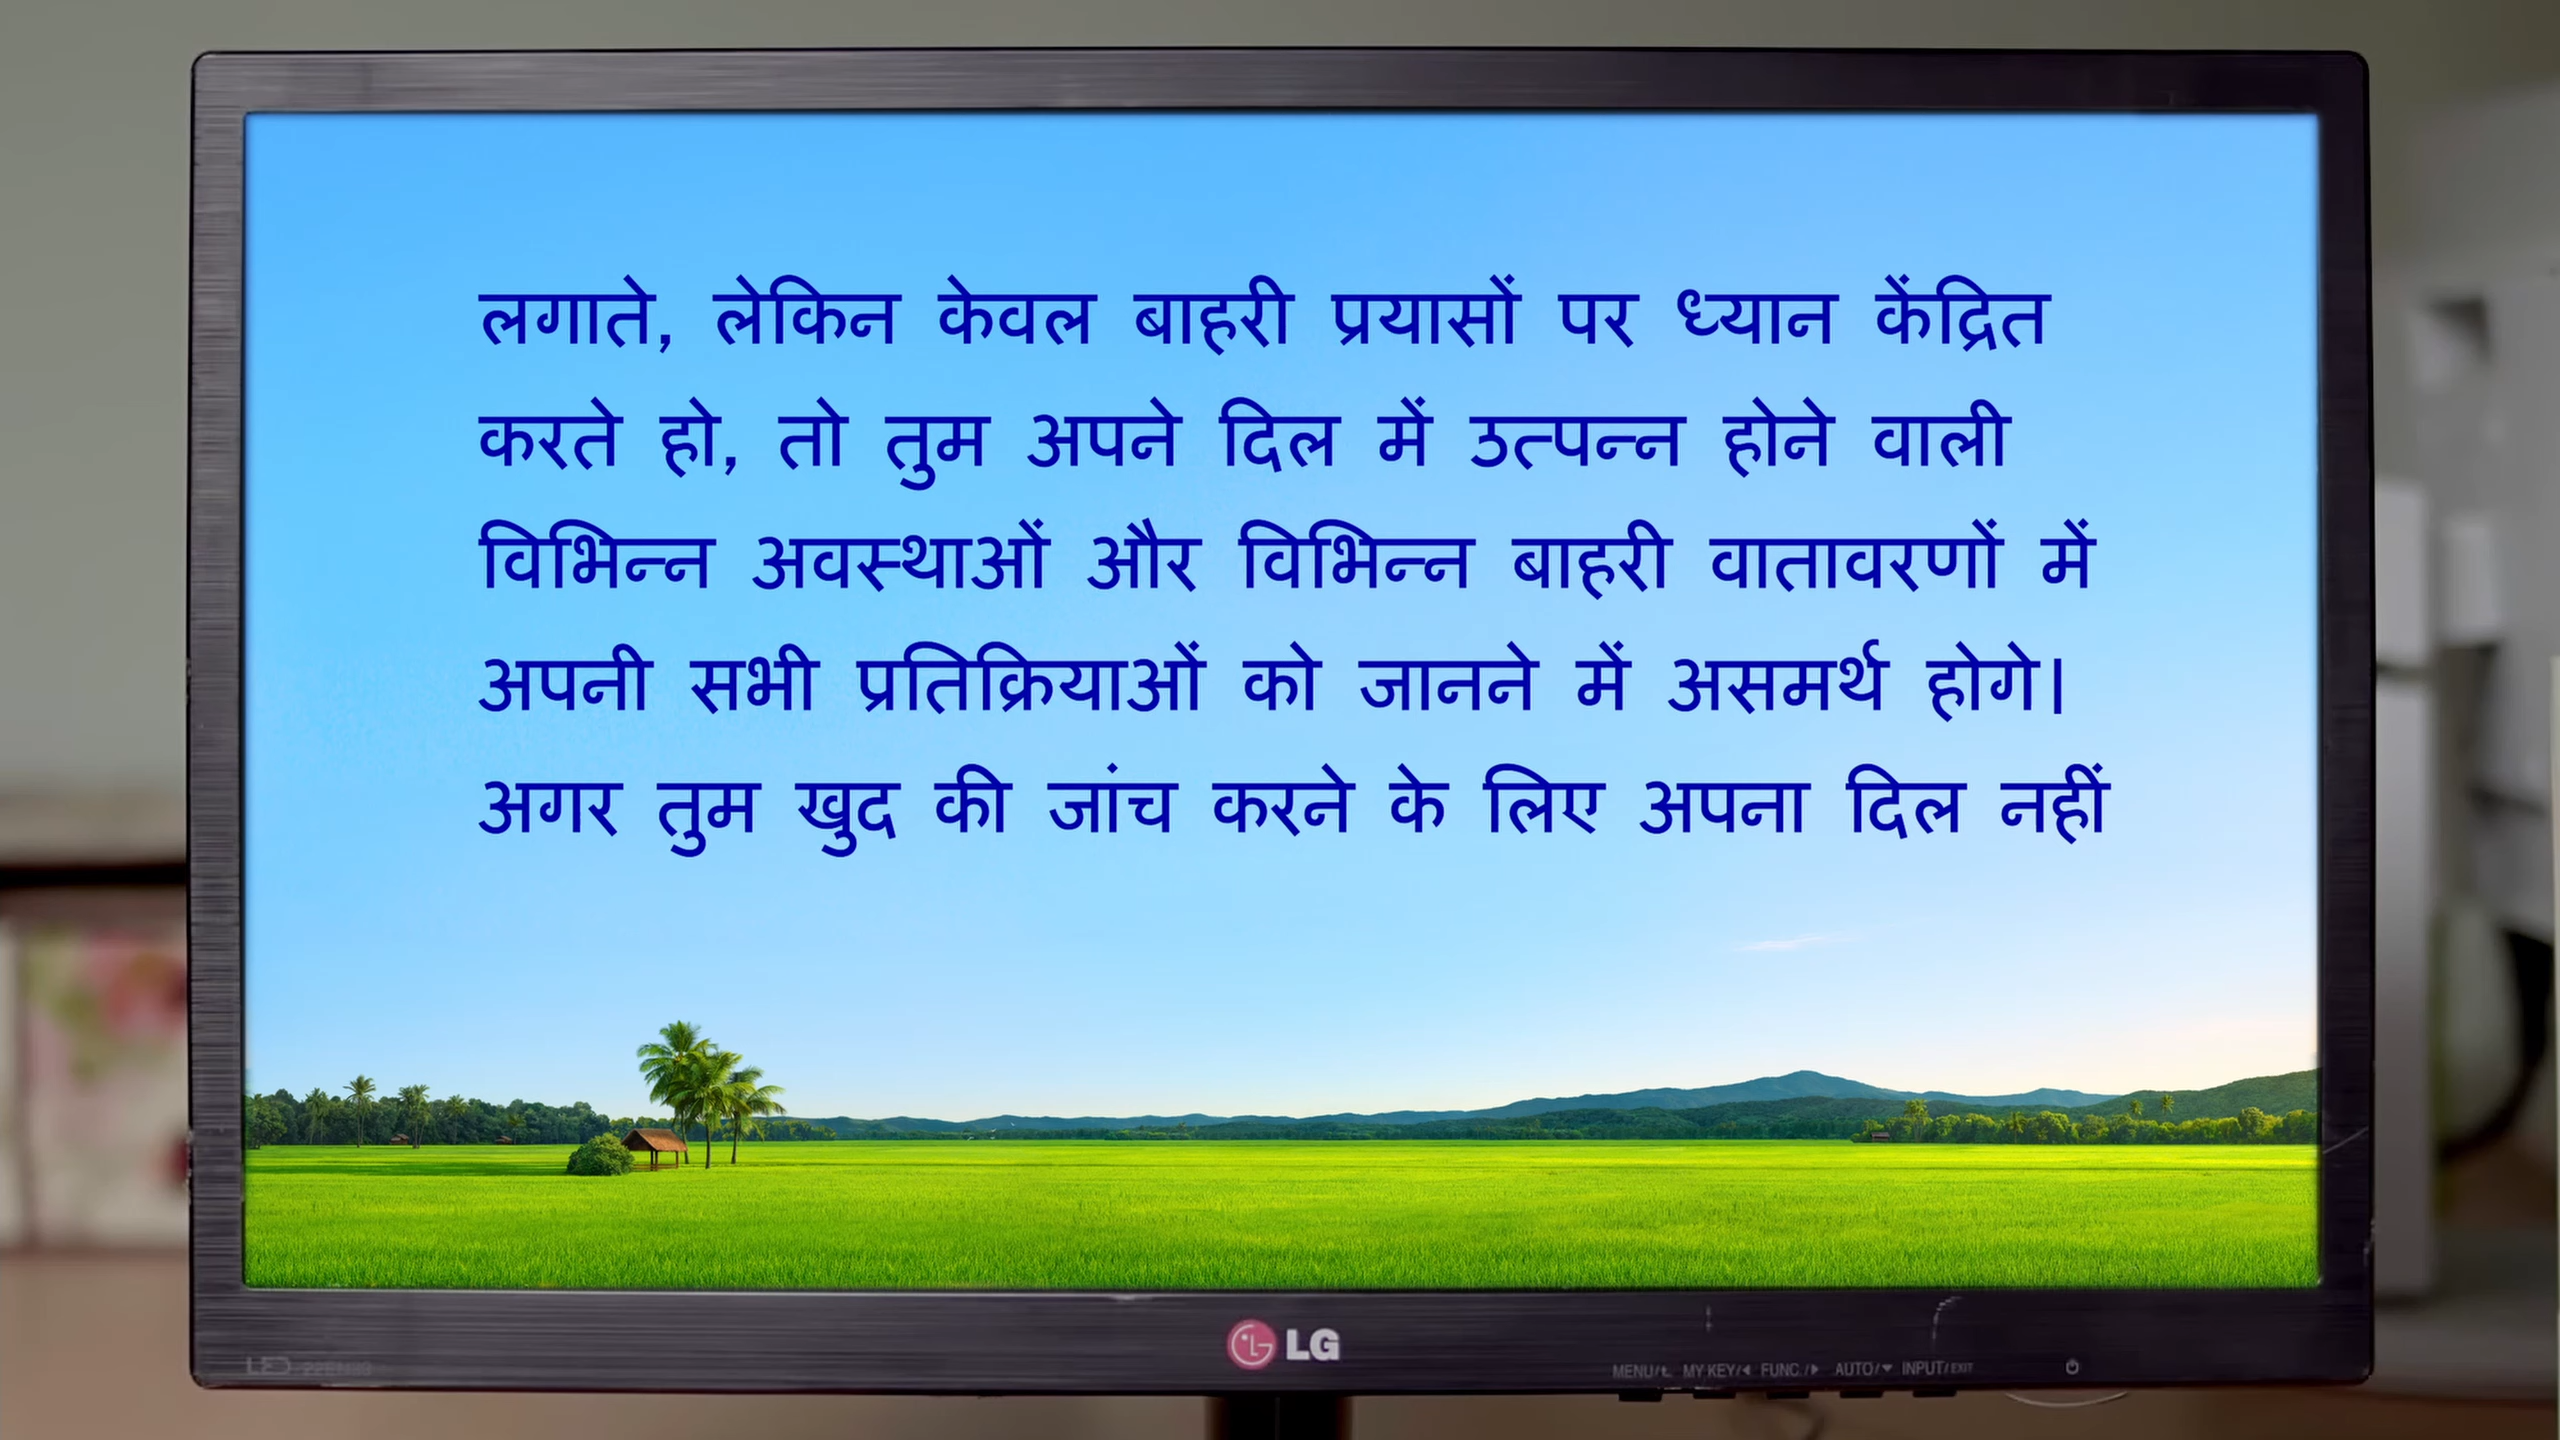 लगाते, लेकिन केवल बाहरी प्रयासों पर ध्यान केंद्रित
करते हो, तो तुम अपने दिल में उत्पन्न होने वाली
विभिन्न अवस्थाओं और विभिन्न बाहरी वातावरणों में
अपनी सभी प्रतिक्रियाओं को जानने में असमर्थ होगे।
अगर तुम खुद की जांच करने के लिए अपना दिल नहीं
LG
MENU/ MY KEY/ FUNC./ AUTO/ INPUT/EXIT